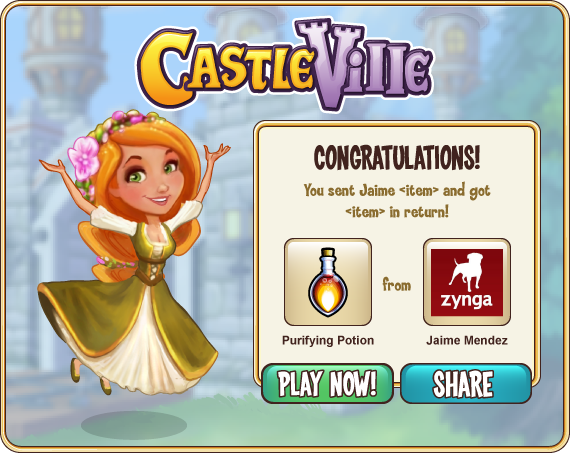 CASTLEVILLE
CONGRATULATIONS!
You sent Jaime <item> and got
<item> in return!
from
zynga
Purifying Potion
Jaime Mendez
PLAY NOW!
SHARE